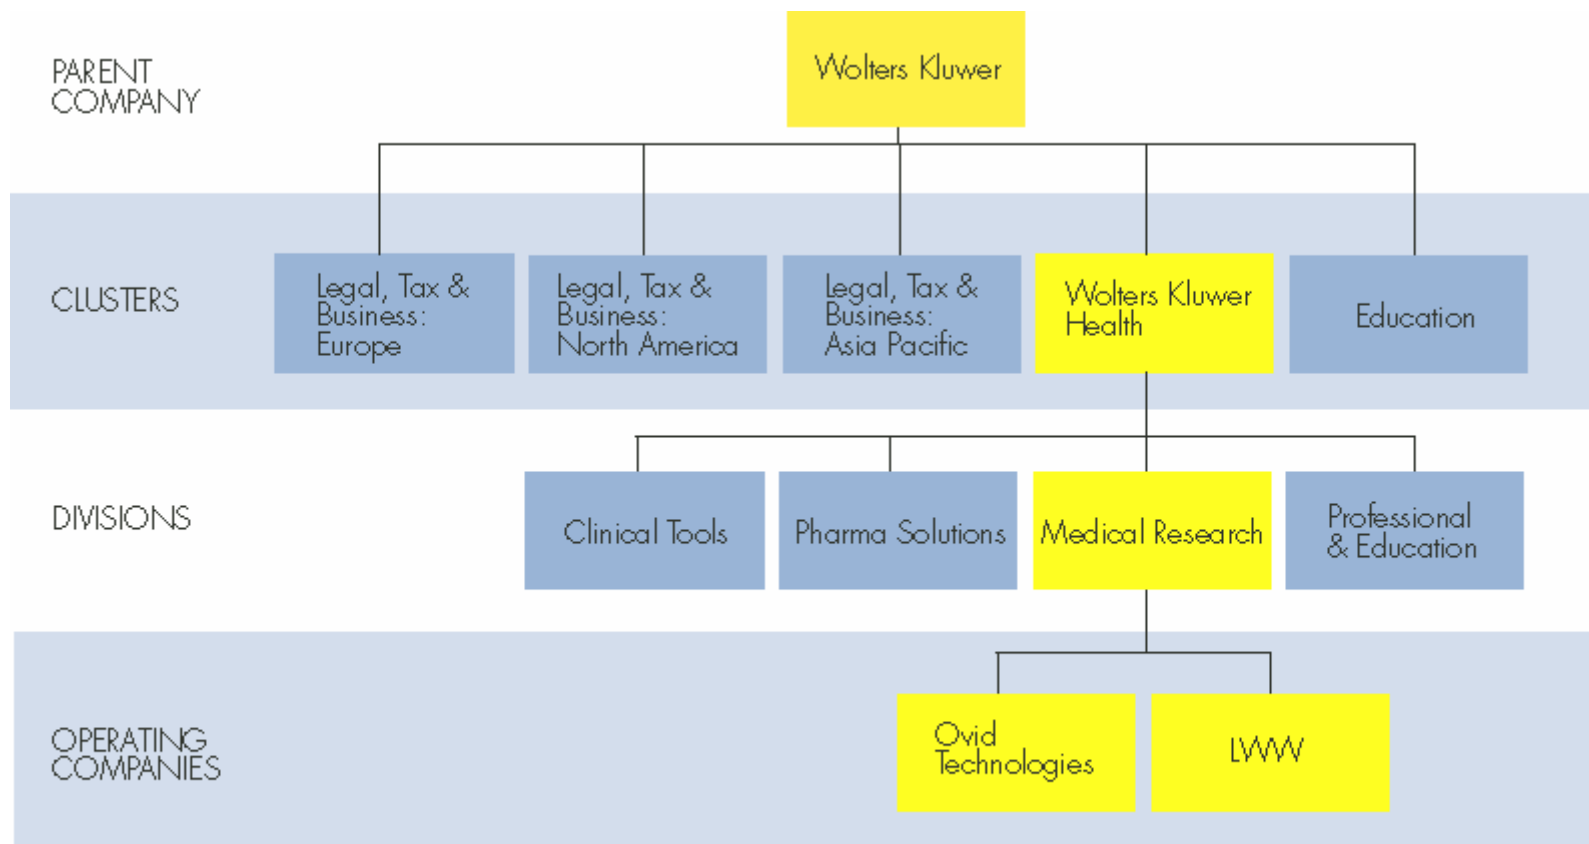 PARENT
COMPANY
Wolters Kluwer
CLUSTERS
Legal, Tax &
Business:
Europe
Legal, Tax &
Business:
North America
Legal, Tax &
Business:
Asia Pacific
Wolters Kluwer
Health
Education
DIVISIONS
Clinical Tools
Pharma Solutions
Medical Research
Professional
& Education
OPERATING
COMPANIES
Ovid
Technologies
LWW